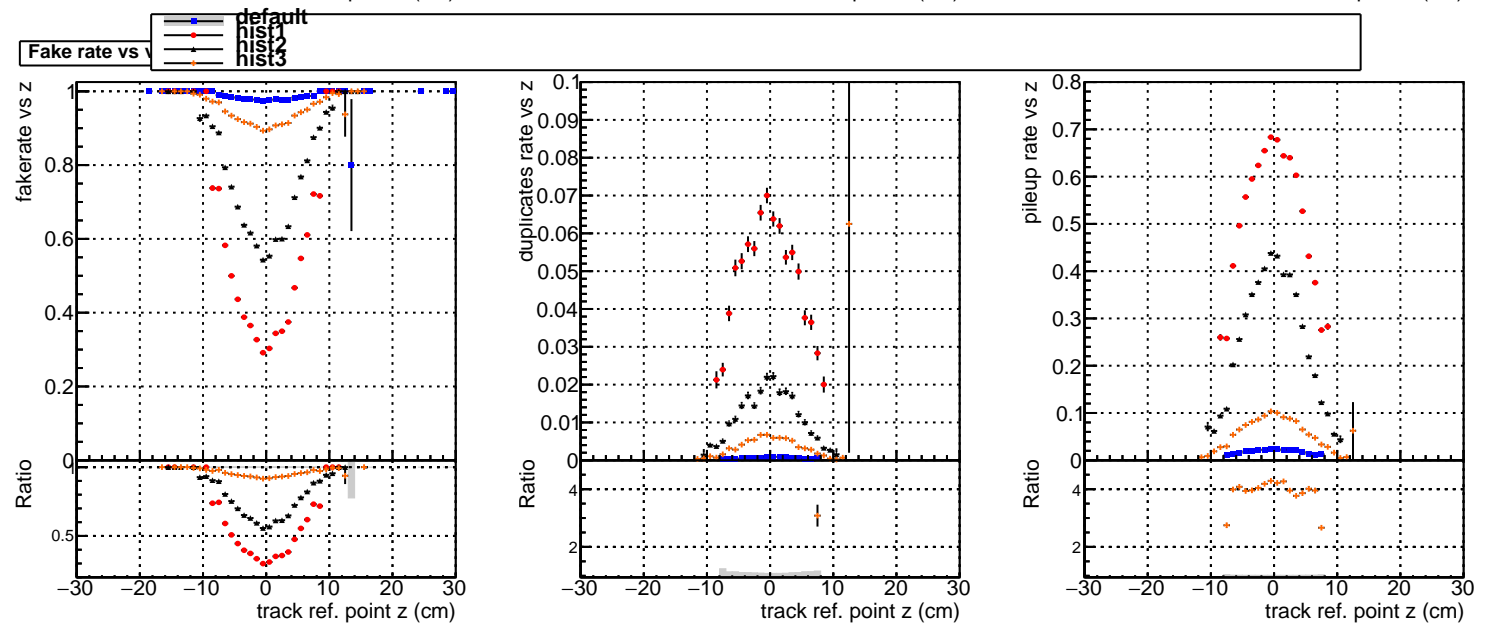 default
hist1
hist2
hist3
Fake rate vs v
fakerate vs z
1
0.8
0.6
0.4
0.2
0
Ratio
1
0.5
−30 −20 −10 0 10 20 30
track ref. point z (cm)
duplicates rate vs z
0.1
0.09
0.08
0.07
0.06
0.05
0.04
0.03
0.02
0.01
0
Ratio
4
2
−30 −20 −10 0 10 20 30
track ref. point z (cm)
pileup rate vs z
0.8
0.7
0.6
0.5
0.4
0.3
0.2
0.1
0
Ratio
4
2
−30 −20 −10 0 10 20 30
track ref. point z (cm)